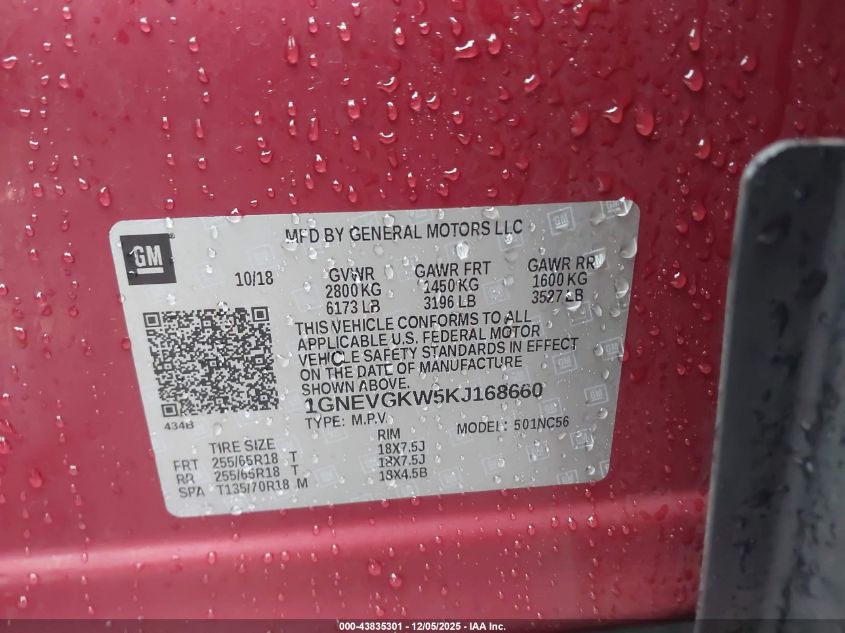 GM
MFD BY GENERAL MOTORS LLC
10/18 GVWR GAWR FRT GAWR RR
2800 KG 1450 KG 1600 KG
6173 LB 3196 LB 3527 LB
THIS VEHICLE CONFORMS TO ALL
APPLICABLE U.S. FEDERAL MOTOR
VEHICLE SAFETY STANDARDS IN EFFECT
ON THE DATE OF MANUFACTURE
SHOWN ABOVE.
1GNEVGKW5KJ168660
434B
TYPE: M.P.V. MODEL: 501NC56
TIRE SIZE RIM
FRT 255/65R18 T 18X7.5J
RR 255/65R18 T 18X7.5J
SPA T135/70R18 M 18X4.5B
000-43835301 - 12/05/2025 - IAA Inc.